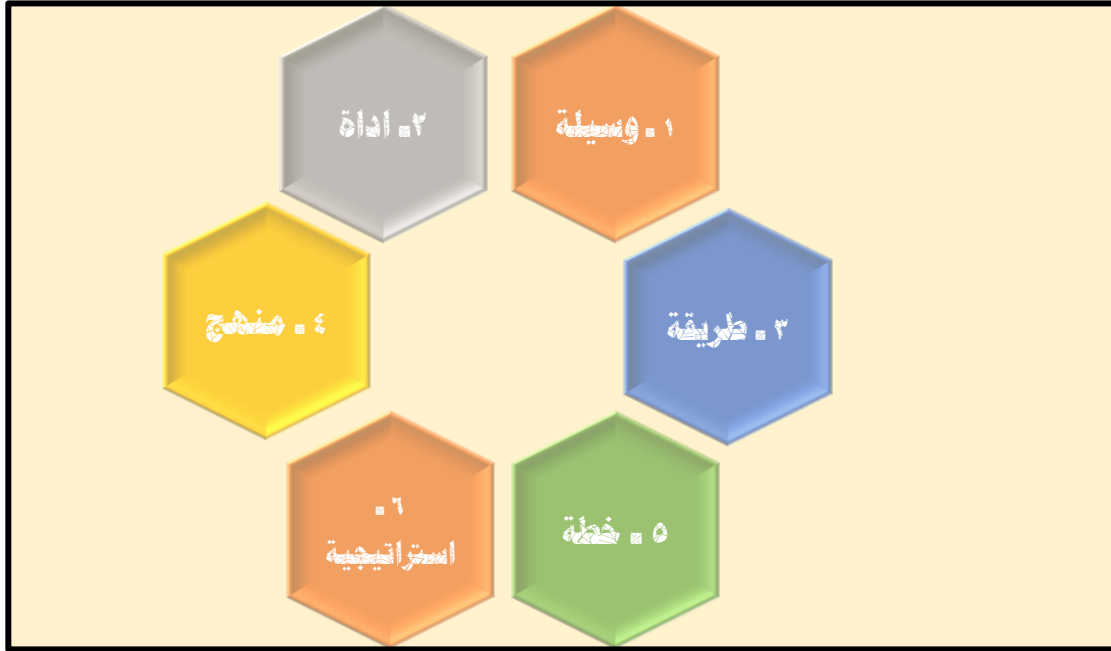 ١. وسيلة
٢. اداة
٣. طريقة
٤. منهج
٥. خطة
٦.
استراتيجية